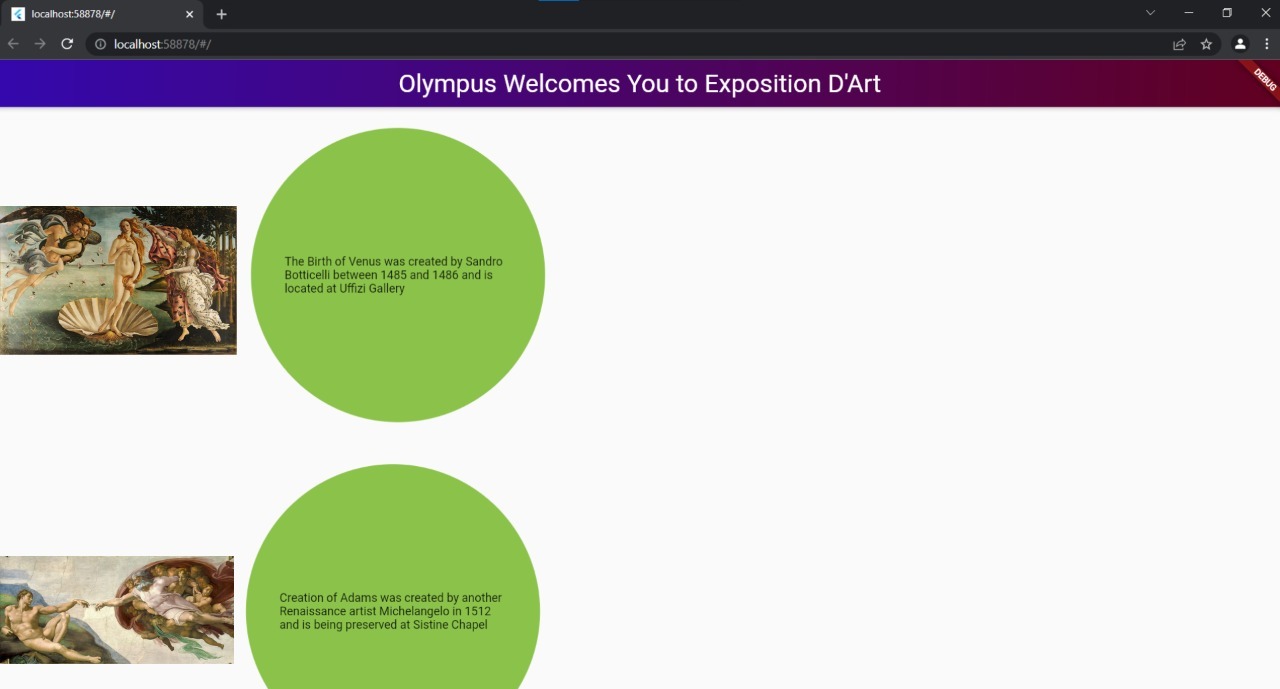 localhost:58878/#/
localhost:58878/#/
Olympus Welcomes You to Exposition D'Art
DEBUG
The Birth of Venus was created by Sandro
Botticelli between 1485 and 1486 and is
located at Uffizi Gallery
Creation of Adams was created by another
Renaissance artist Michelangelo in 1512
and is being preserved at Sistine Chapel